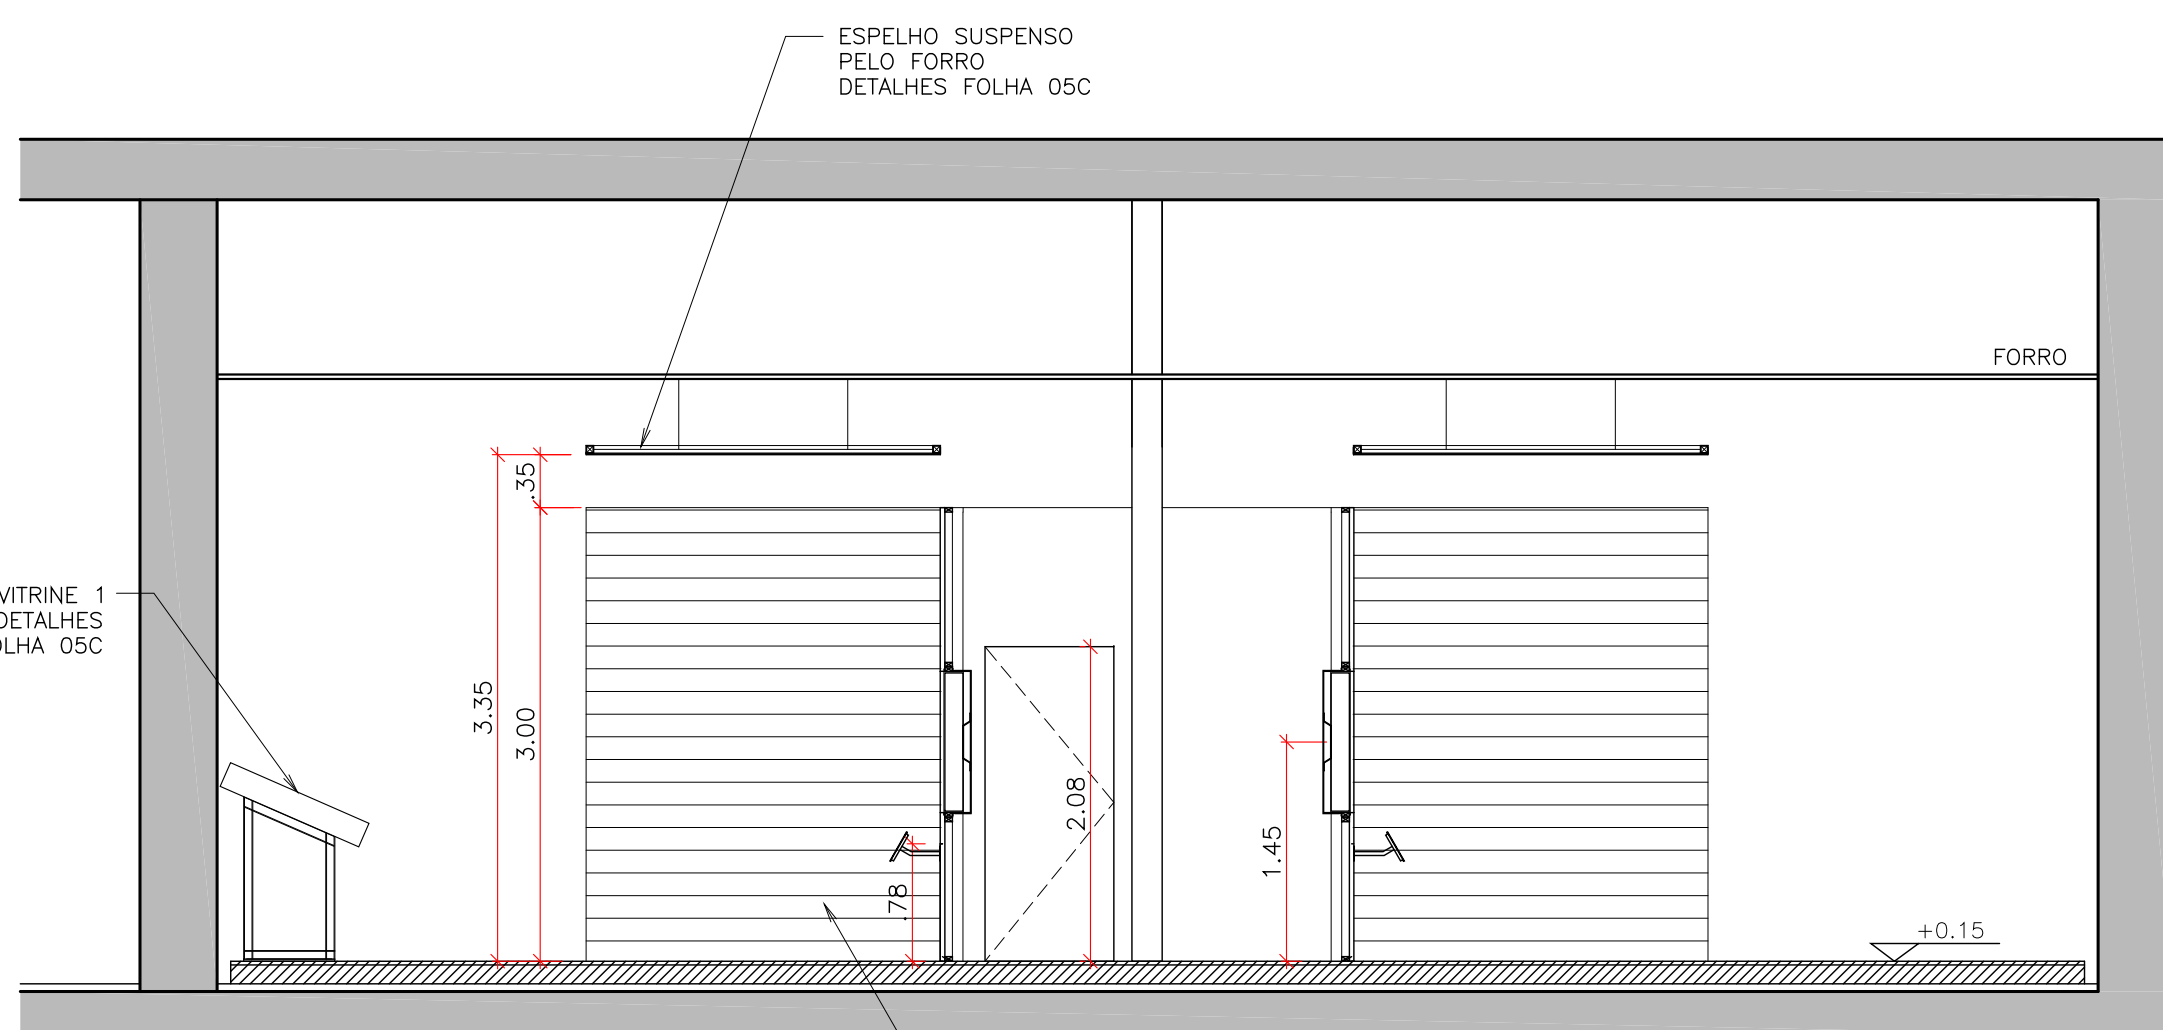 ESPELHO SUSPENSO
PELO FORRO
DETALHES FOLHA 05C
FORRO
.35
VITRINE 1
DETALHES
OLHA 05C
3.35
3.00
2.08
1.45
.78
+0.15